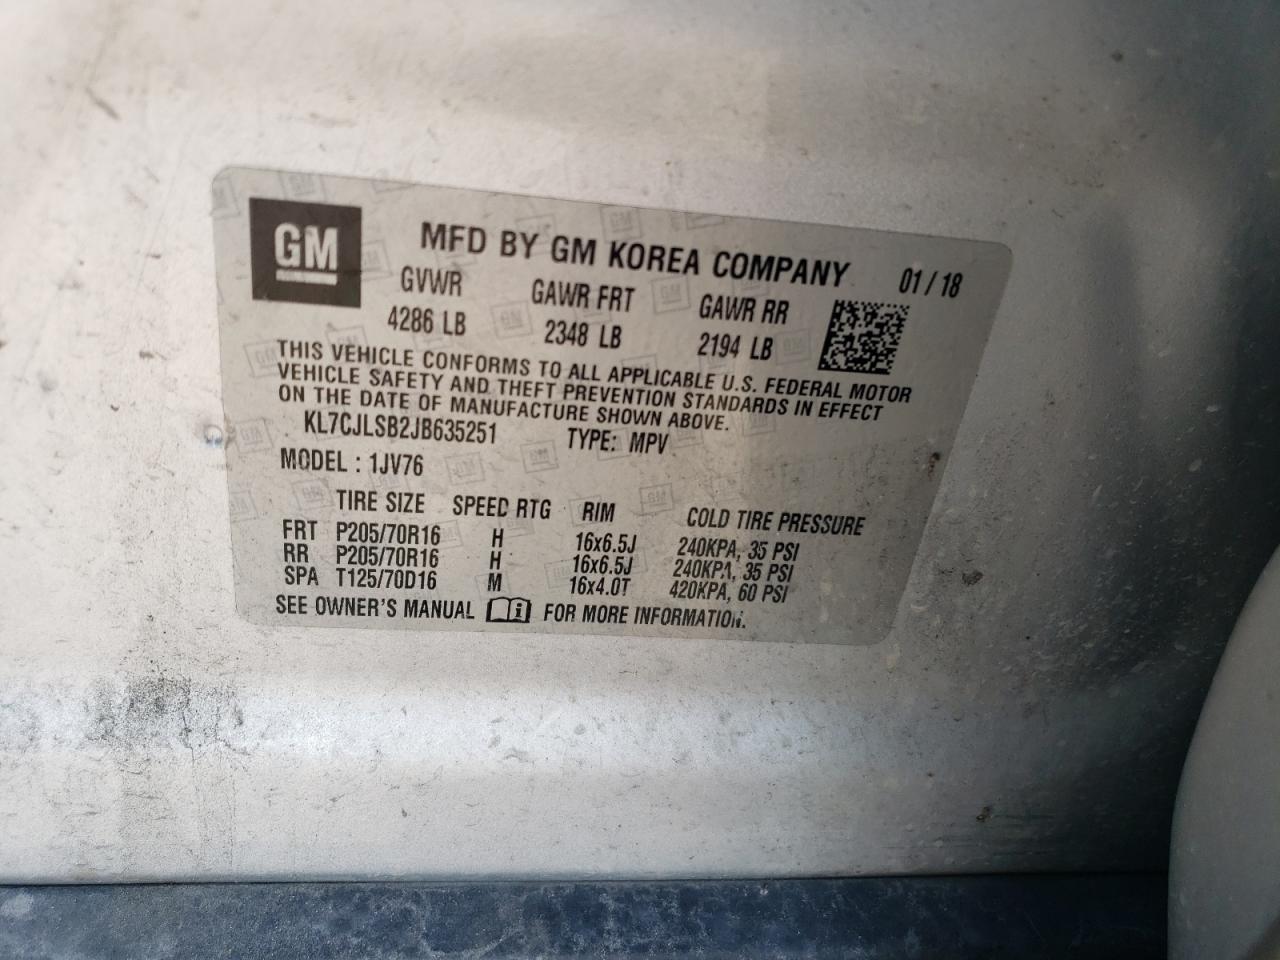 GM
MFD BY GM KOREA COMPANY 01 / 18
GVWR GAWR FRT GAWR RR
4286 LB 2348 LB 2194 LB
THIS VEHICLE CONFORMS TO ALL APPLICABLE U.S. FEDERAL MOTOR
VEHICLE SAFETY AND THEFT PREVENTION STANDARDS IN EFFECT
ON THE DATE OF MANUFACTURE SHOWN ABOVE.
KL7CJLSB2JB635251 TYPE: MPV
MODEL : 1JV76
TIRE SIZE SPEED RTG RIM COLD TIRE PRESSURE
FRT P205/70R16 H 16x6.5J 240KPA, 35 PSI
RR P205/70R16 H 16x6.5J 240KPA, 35 PSI
SPA T125/70D16 M 16x4.0T 420KPA, 60 PSI
SEE OWNER'S MANUAL i FOR MORE INFORMATION.